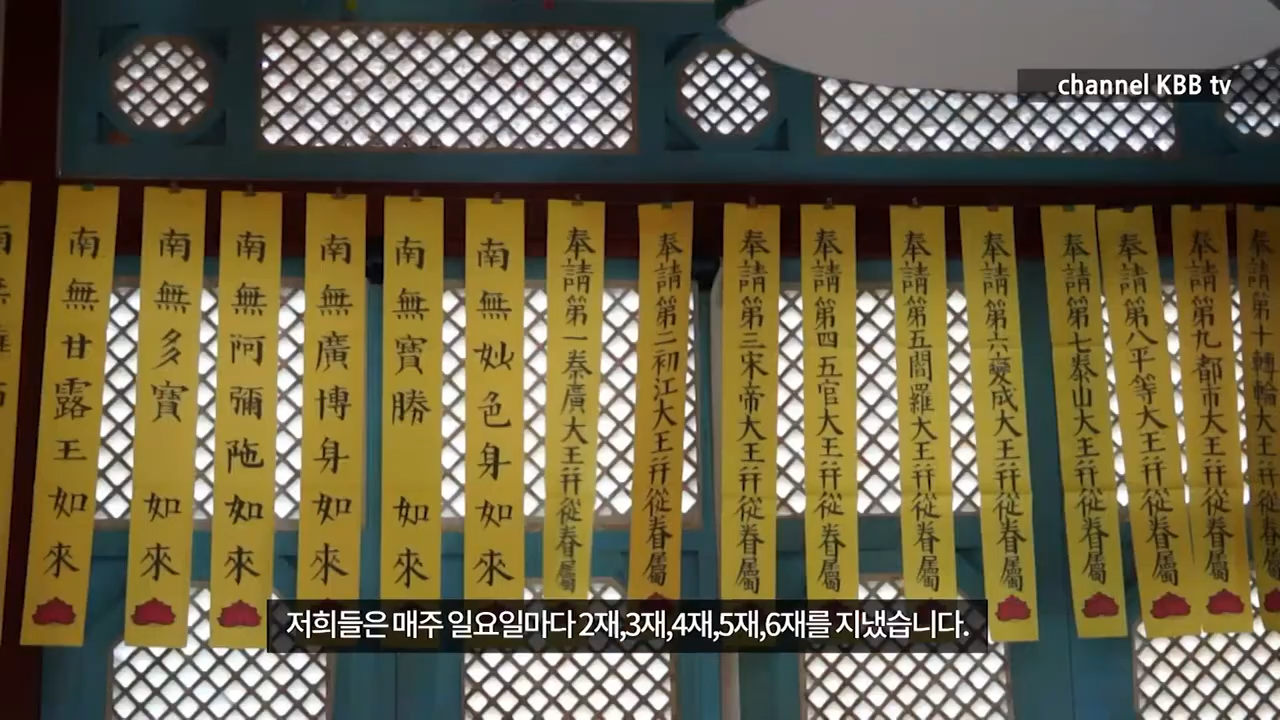 channel KBB tv
南無甘露王如來
南無多寶如來
南無阿彌陁如來
南無廣博身如來
南無寶勝如來
南無妙色身如來
奉請第一秦廣大王幷從眷屬
奉請第二初江大王幷從眷屬
奉請第三宋帝大王幷從眷屬
奉請第四五官大王幷從眷屬
奉請第五閻羅大王幷從眷屬
奉請第六變成大王幷從眷屬
奉請第七泰山大王幷從眷屬
奉請第八平等大王幷從眷屬
奉請第九都市大王幷從眷屬
奉請第十轉輪大王幷從眷屬
저희들은 매주 일요일마다 2재,3재,4재,5재,6재를 지냈습니다.